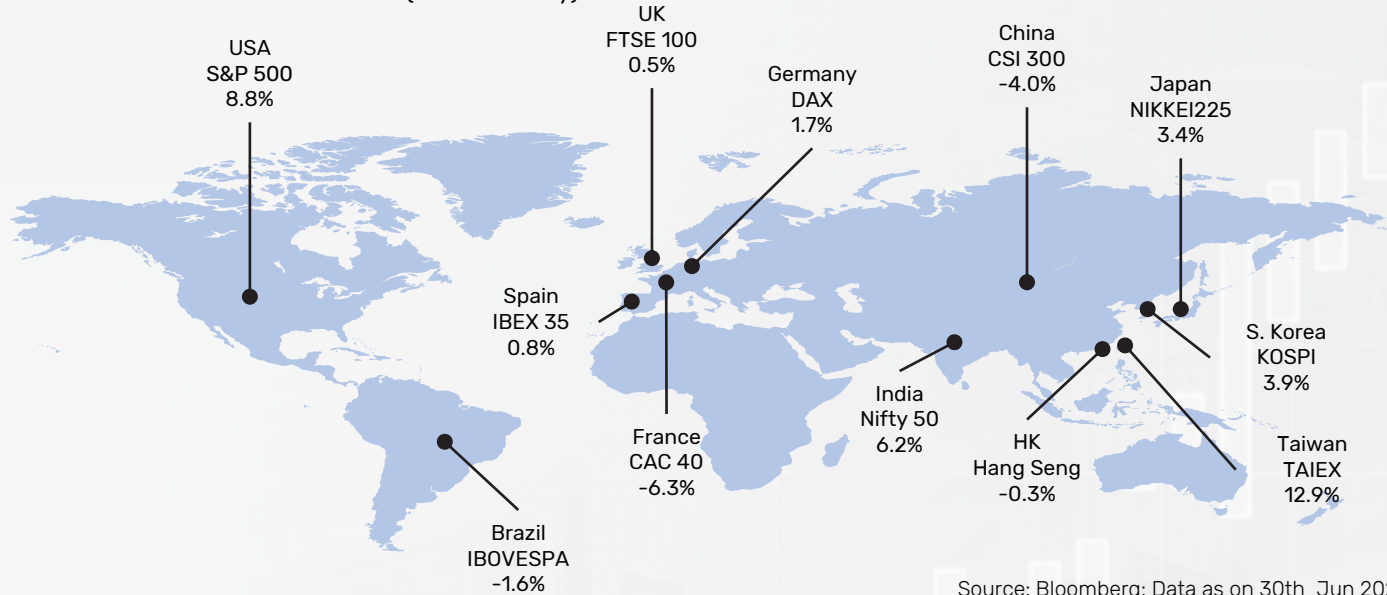 UK
FTSE 100
0.5%
USA
S&P 500
8.8%
Germany
DAX
1.7%
China
CSI 300
-4.0%
Japan
NIKKEI225
3.4%
Spain
IBEX 35
0.8%
France
CAC 40
-6.3%
India
Nifty 50
6.2%
HK
Hang Seng
-0.3%
S. Korea
KOSPI
3.9%
Taiwan
TAIEX
12.9%
Brazil
IBOVESPA
-1.6%
Source: Bloomberg; Data as on 30th Jun